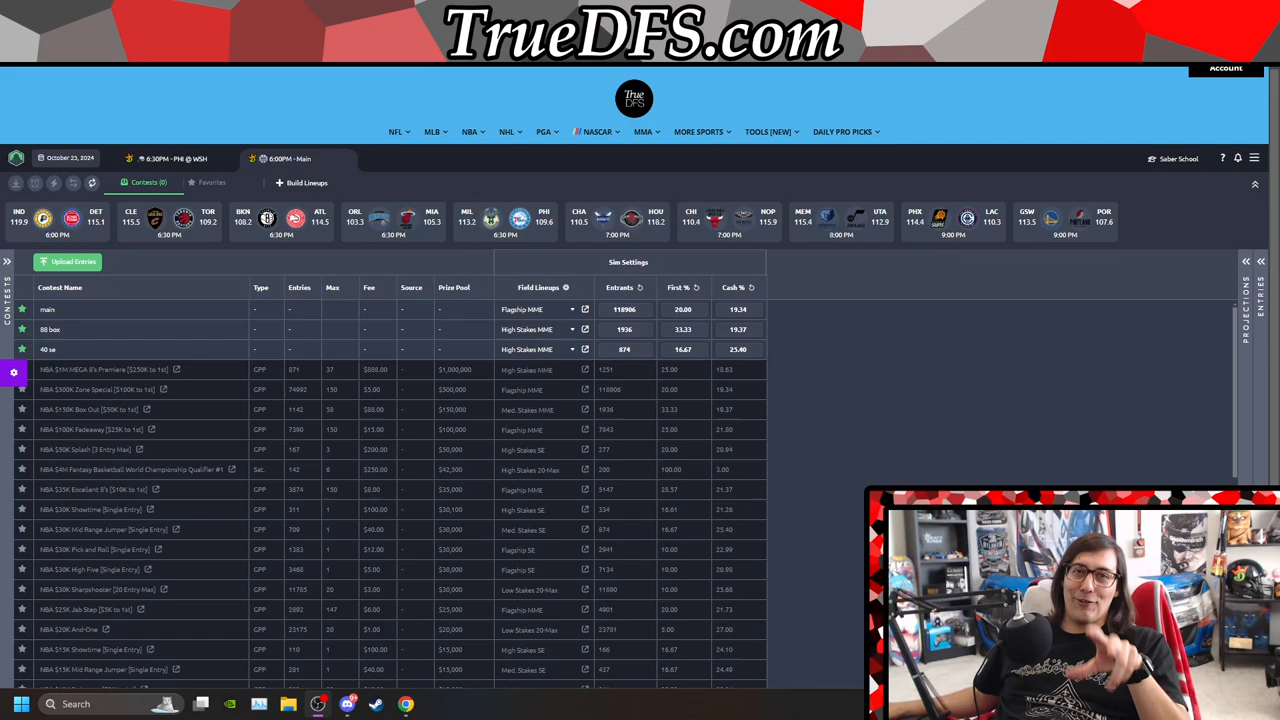 TrueDFS.com
Account
True DFS
NFL MLB NBA NHL PGA NASCAR MMA MORE SPORTS TOOLS [NEW] DAILY PRO PICKS
October 23, 2024 6:30PM - PHI @ WSH 6:00PM - Main Saber School ?
Contests (0) Favorites + Build Lineups
IND 119.9 DET 115.1 6:00 PM
CLE 115.5 TOR 109.2 6:30 PM
BKN 108.2 ATL 114.5 6:30 PM
ORL 103.3 MIA 105.3 6:30 PM
MIL 113.2 PHI 109.6 6:30 PM
CHA 110.5 HOU 118.2 7:00 PM
CHI 110.4 NOP 115.9 7:00 PM
MEM 115.4 UTA 112.9 8:00 PM
PHX 114.4 LAC 110.3 9:00 PM
GSW 113.5 POR 107.6 9:00 PM
CONTESTS
Upload Entries Sim Settings
Contest Name Type Entries Max Fee Source Prize Pool Field Lineups Entrants First % Cash %
main - - - - - - Flagship MME 118906 20.00 19.34
88 box - - - - - - High Stakes MME 1936 33.33 19.37
40 se - - - - - - High Stakes MME 874 16.67 25.40
NBA $1M MEGA 8's Premiere [$250K to 1st] GPP 871 37 $888.00 - $1,000,000 High Stakes MME 1251 25.00 18.63
NBA $500K Zone Special [$100K to 1st] GPP 74992 150 $5.00 - $500,000 Flagship MME 118906 20.00 19.34
NBA $150K Box Out [$50K to 1st] GPP 1142 58 $88.00 - $150,000 Med. Stakes MME 1936 33.33 19.37
NBA $100K Fadeaway [$25K to 1st] GPP 7390 150 $15.00 - $100,000 Flagship MME 7843 25.00 21.80
NBA $50K Splash [3 Entry Max] GPP 167 3 $200.00 - $50,000 High Stakes MME 277 20.00 20.94
NBA $4M Fantasy Basketball World Championship Qualifier #1 Sat. 142 6 $250.00 - $42,500 High Stakes 20-Max 200 100.00 3.00
NBA $35K Excellent 8's [$10K to 1st] GPP 3874 150 $8.00 - $35,000 Flagship MME 5147 28.57 21.37
NBA $30K Showtime [Single Entry] GPP 311 1 $100.00 - $30,100 High Stakes SE 334 16.61 21.26
NBA $30K Mid Range Jumper [Single Entry] GPP 709 1 $40.00 - $30,000 Med. Stakes SE 874 16.67 25.40
NBA $30K Pick and Roll [Single Entry] GPP 1383 1 $12.00 - $30,000 Flagship SE 2941 10.00 22.99
NBA $30K High Five [Single Entry] GPP 3468 1 $5.00 - $30,000 Flagship SE 7134 10.00 20.98
NBA $30K Sharpshooter [20 Entry Max] GPP 11785 20 $3.00 - $30,000 Low Stakes 20-Max 11890 10.00 25.68
NBA $25K Jab Step [$5K to 1st] GPP 2892 147 $6.00 - $25,000 Flagship MME 4901 20.00 21.73
NBA $20K And-One GPP 23175 20 $1.00 - $20,000 Low Stakes 20-Max 23781 3.00 27.00
NBA $15K Showtime [Single Entry] GPP 110 1 $100.00 - $15,000 High Stakes SE 166 16.67 24.10
NBA $15K Mid Range Jumper [Single Entry] GPP 281 1 $40.00 - $15,000 Med. Stakes SE 437 16.67 24.49
PROJECTIONS
ENTRIES
Search